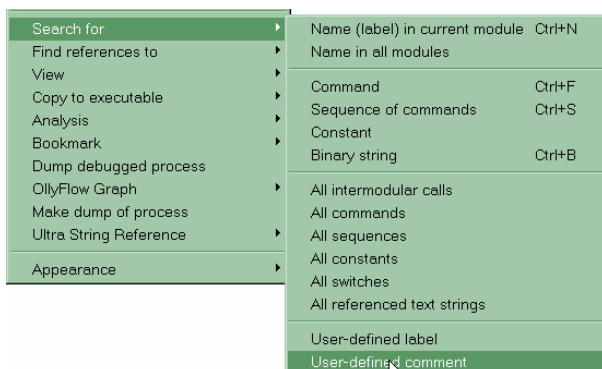 Search for
Find references to
View
Copy to executable
Analysis
Bookmark
Dump debugged process
OllyFlow Graph
Make dump of process
Ultra String Reference
Appearance
Name (label) in current module Ctrl+N
Name in all modules
Command Ctrl+F
Sequence of commands Ctrl+S
Constant
Binary string Ctrl+B
All intermodular calls
All commands
All sequences
All constants
All switches
All referenced text strings
User-defined label
User-defined comment